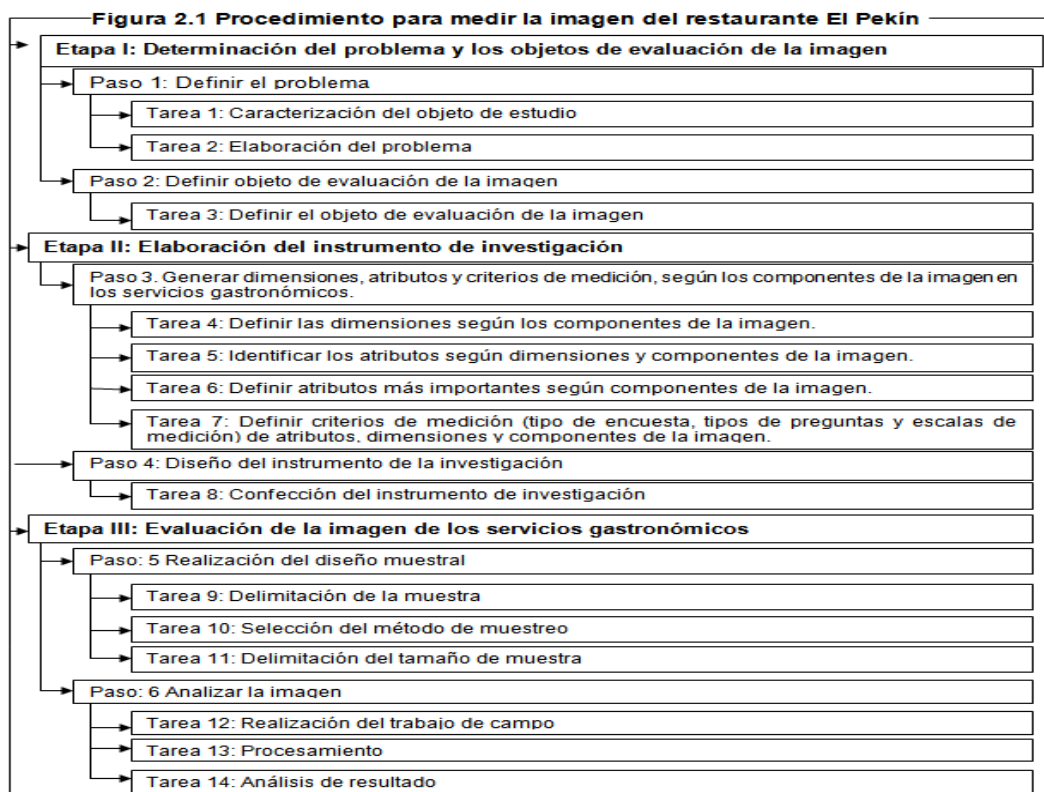 Figura 2.1 Procedimiento para medir la imagen del restaurante El Pekín
Etapa I: Determinación del problema y los objetos de evaluación de la imagen
Paso 1: Definir el problema
Tarea 1: Caracterización del objeto de estudio
Tarea 2: Elaboración del problema
Paso 2: Definir objeto de evaluación de la imagen
Tarea 3: Definir el objeto de evaluación de la imagen
Etapa II: Elaboración del instrumento de investigación
Paso 3. Generar dimensiones, atributos y criterios de medición, según los componentes de la imagen en
los servicios gastronómicos.
Tarea 4: Definir las dimensiones según los componentes de la imagen.
Tarea 5: Identificar los atributos según dimensiones y componentes de la imagen.
Tarea 6: Definir atributos más importantes según componentes de la imagen.
Tarea 7: Definir criterios de medición (tipo de encuesta, tipos de preguntas y escalas de
medición) de atributos, dimensiones y componentes de la imagen.
Paso 4: Diseño del instrumento de la investigación
Tarea 8: Confección del instrumento de investigación
Etapa III: Evaluación de la imagen de los servicios gastronómicos
Paso: 5 Realización del diseño muestral
Tarea 9: Delimitación de la muestra
Tarea 10: Selección del método de muestreo
Tarea 11: Delimitación del tamaño de muestra
Paso: 6 Analizar la imagen
Tarea 12: Realización del trabajo de campo
Tarea 13: Procesamiento
Tarea 14: Análisis de resultado